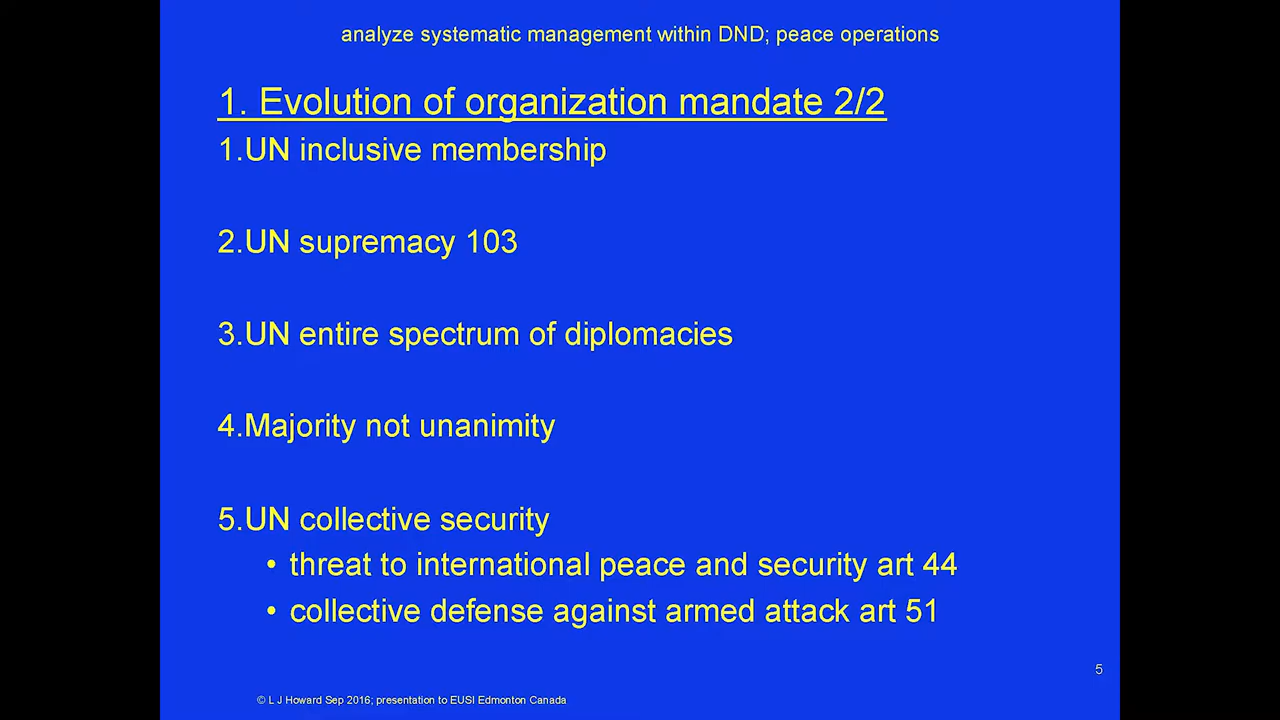 analyze systematic management within DND; peace operations
1. Evolution of organization mandate 2/2
1.UN inclusive membership
2.UN supremacy 103
3.UN entire spectrum of diplomacies
4.Majority not unanimity
5.UN collective security
• threat to international peace and security art 44
• collective defense against armed attack art 51
5
© L J Howard Sep 2016; presentation to EUSI Edmonton Canada